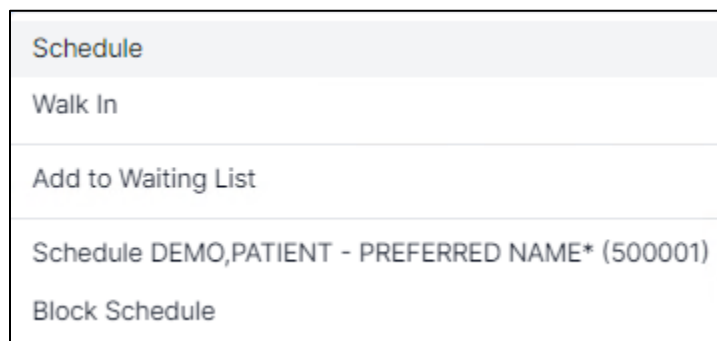 Schedule
Walk In
Add to Waiting List
Schedule DEMO,PATIENT - PREFERRED NAME* (500001)
Block Schedule